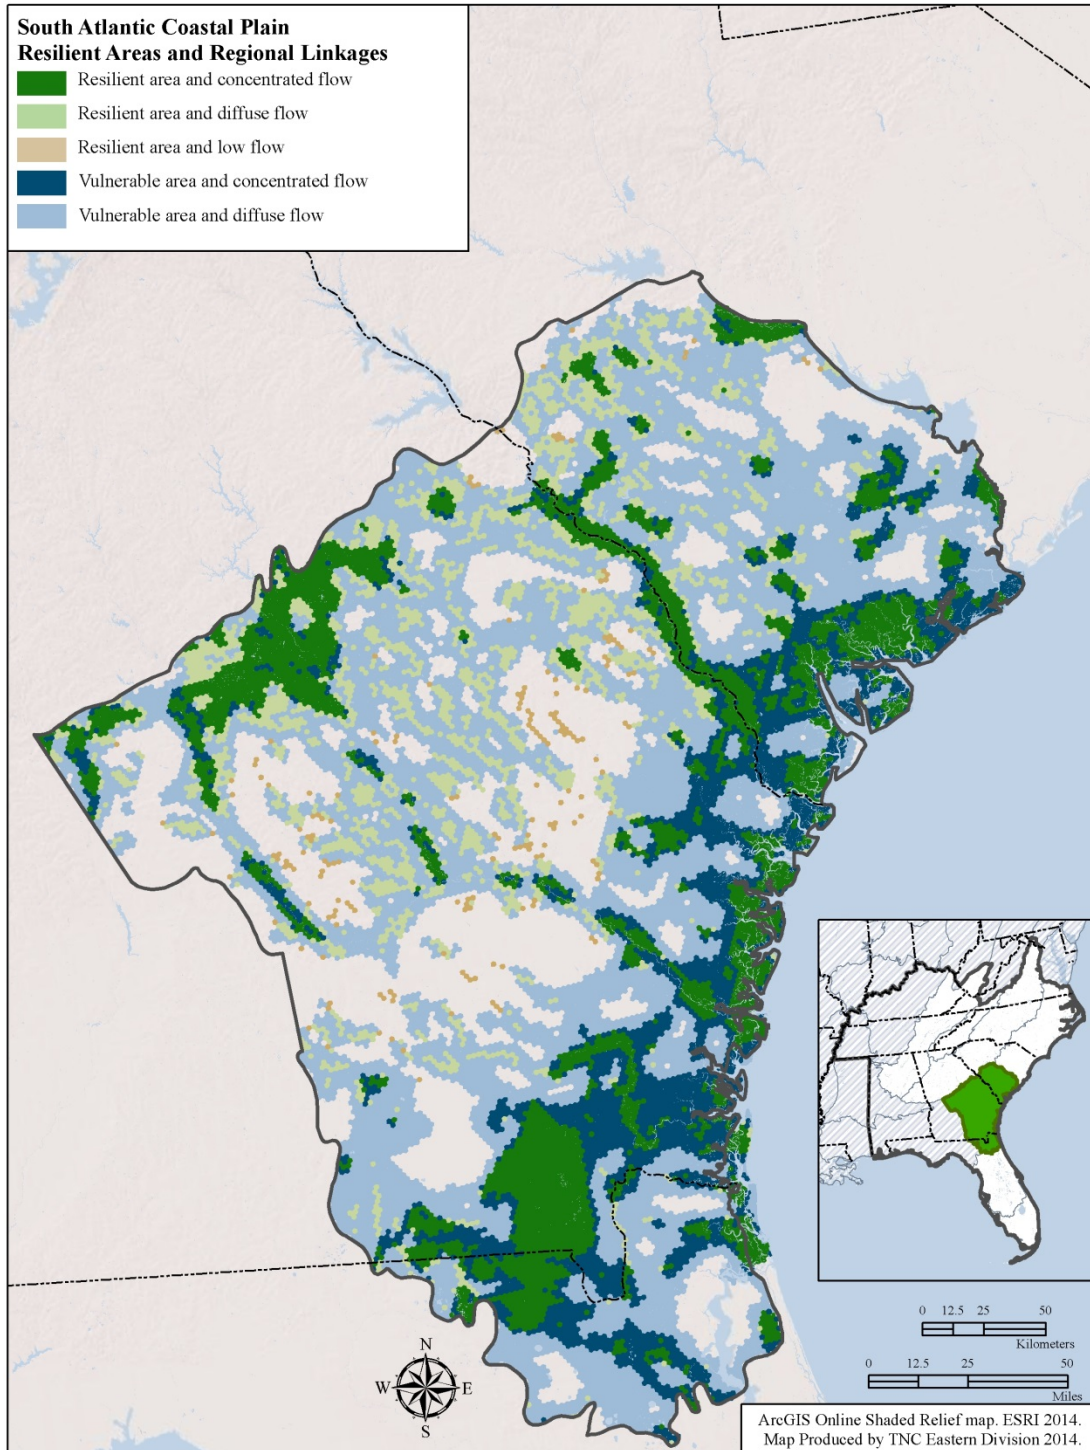 South Atlantic Coastal Plain
Resilient Areas and Regional Linkages
Resilient area and concentrated flow
Resilient area and diffuse flow
Resilient area and low flow
Vulnerable area and concentrated flow
Vulnerable area and diffuse flow
N
W E
S
0 12.5 25 50
Kilometers
0 12.5 25 50
Miles
ArcGIS Online Shaded Relief map. ESRI 2014.
Map Produced by TNC Eastern Division 2014.